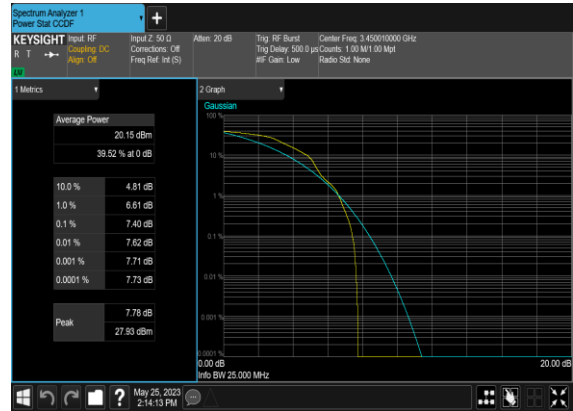 Spectrum Analyzer 1
Power Stat CCDF
+
KEYSIGHT
R T
Input: RF
Coupling: DC
Align: Off
Input Z: 50 Ω
Corrections: Off
Freq Ref: Int (S)
Atten: 20 dB
Trig: RF Burst
Trig Delay: 500.0 µs
#IF Gain: Low
Center Freq: 3.450010000 GHz
Counts: 1.00 M/1.00 Mpt
Radio Std: None
1 Metrics
Average Power
20.15 dBm
39.52 % at 0 dB
10.0 % 4.81 dB
1.0 % 6.61 dB
0.1 % 7.40 dB
0.01 % 7.62 dB
0.001 % 7.71 dB
0.0001 % 7.73 dB
Peak
7.78 dB
27.93 dBm
2 Graph
Gaussian
100 %
10 %
1 %
0.1 %
0.01 %
0.001 %
0.0001 %
0.00 dB 20.00 dB
Info BW 25.000 MHz
?
May 25, 2023
2:14:13 PM